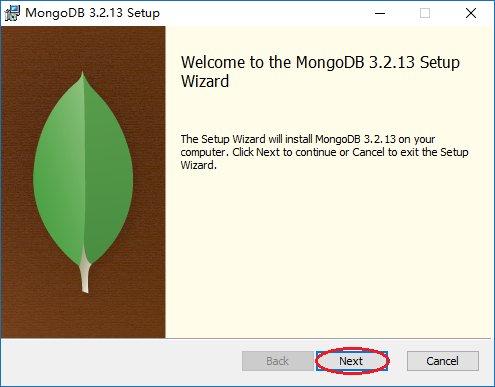 MongoDB 3.2.13 Setup
Welcome to the MongoDB 3.2.13 Setup
Wizard
The Setup Wizard will install MongoDB 3.2.13 on your
computer. Click Next to continue or Cancel to exit the Setup
Wizard.
Back
Next
Cancel